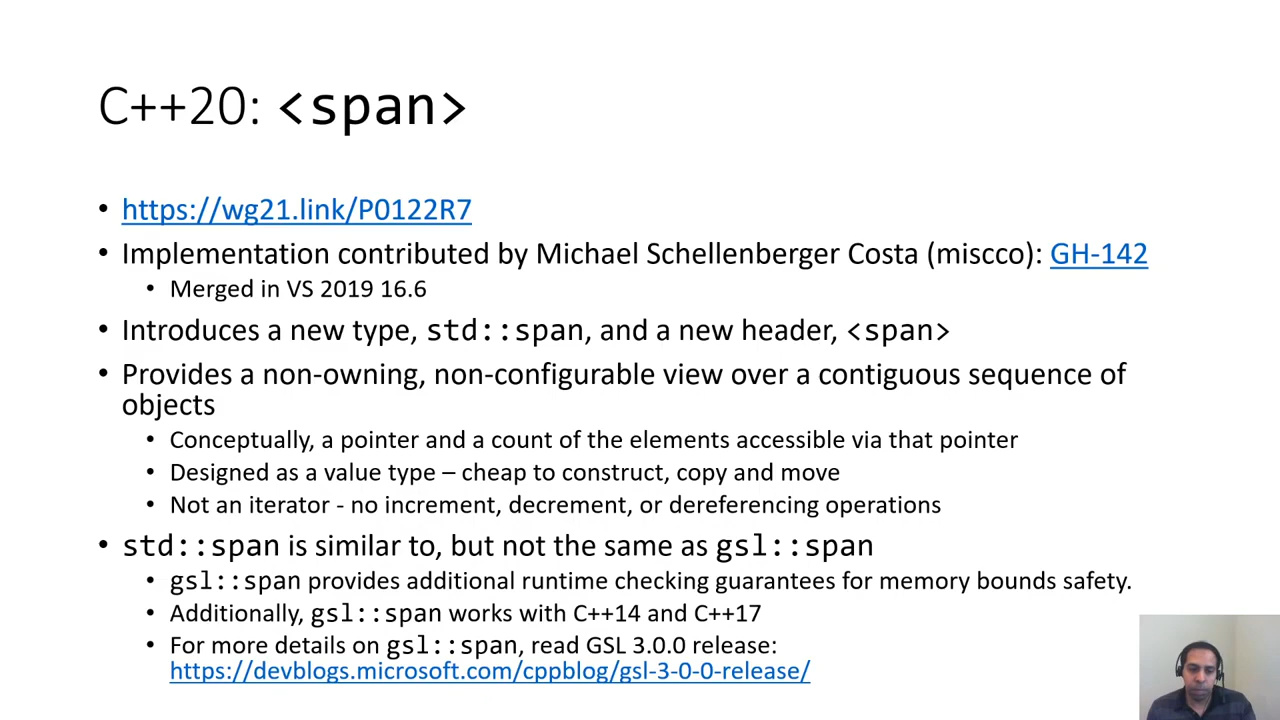 C++20: <span>
• https://wg21.link/P0122R7
• Implementation contributed by Michael Schellenberger Costa (miscco): GH-142
• Merged in VS 2019 16.6
• Introduces a new type, std::span, and a new header, <span>
• Provides a non-owning, non-configurable view over a contiguous sequence of
objects
• Conceptually, a pointer and a count of the elements accessible via that pointer
• Designed as a value type – cheap to construct, copy and move
• Not an iterator - no increment, decrement, or dereferencing operations
• std::span is similar to, but not the same as gsl::span
• gsl::span provides additional runtime checking guarantees for memory bounds safety.
• Additionally, gsl::span works with C++14 and C++17
• For more details on gsl::span, read GSL 3.0.0 release:
https://devblogs.microsoft.com/cppblog/gsl-3-0-0-release/